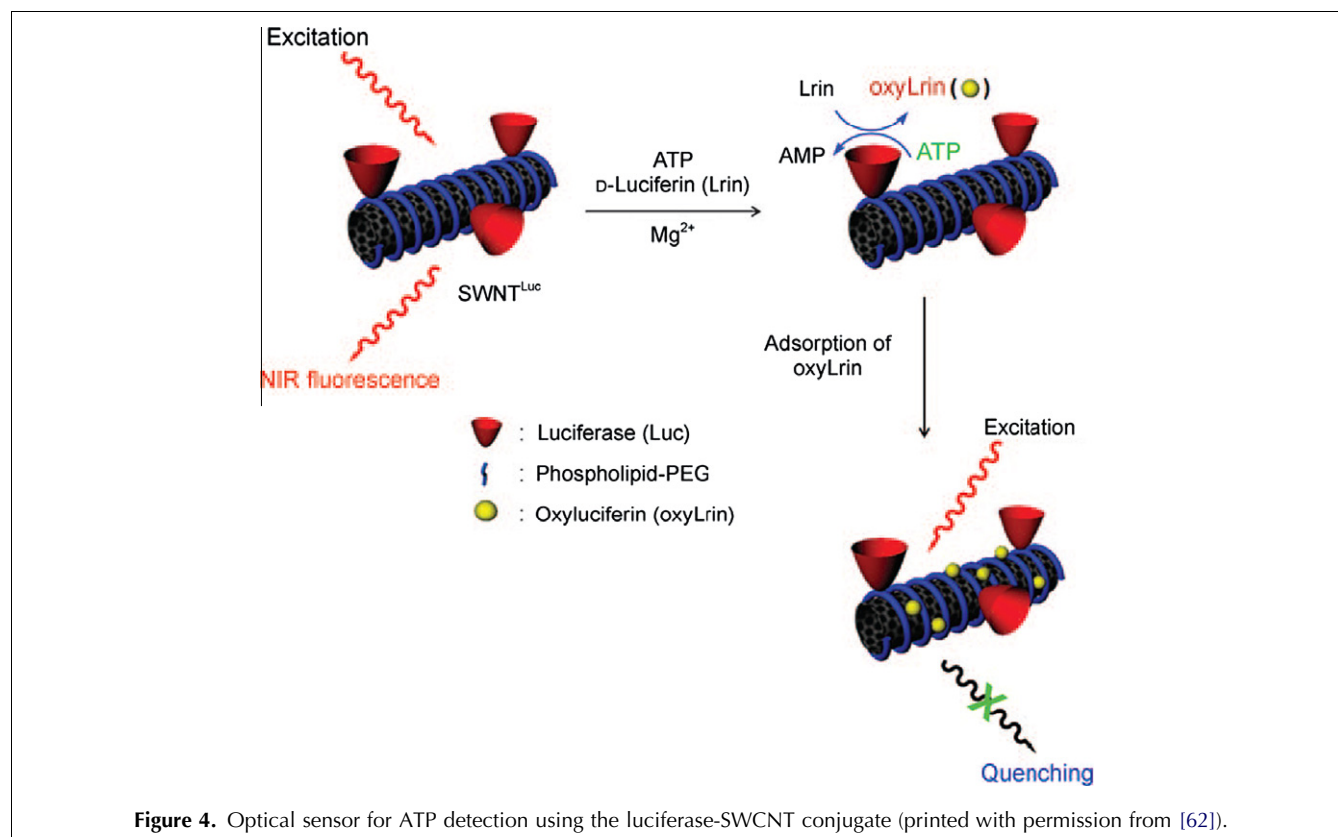 Excitation
Lrin oxyLrin ( )
AMP ATP
ATP
D-Luciferin (Lrin)
Mg²⁺
SWNT^Luc
NIR fluorescence
Adsorption of
oxyLrin
: Luciferase (Luc)
: Phospholipid-PEG
: Oxyluciferin (oxyLrin)
Excitation
X
Quenching
Figure 4. Optical sensor for ATP detection using the luciferase-SWCNT conjugate (printed with permission from [62]).